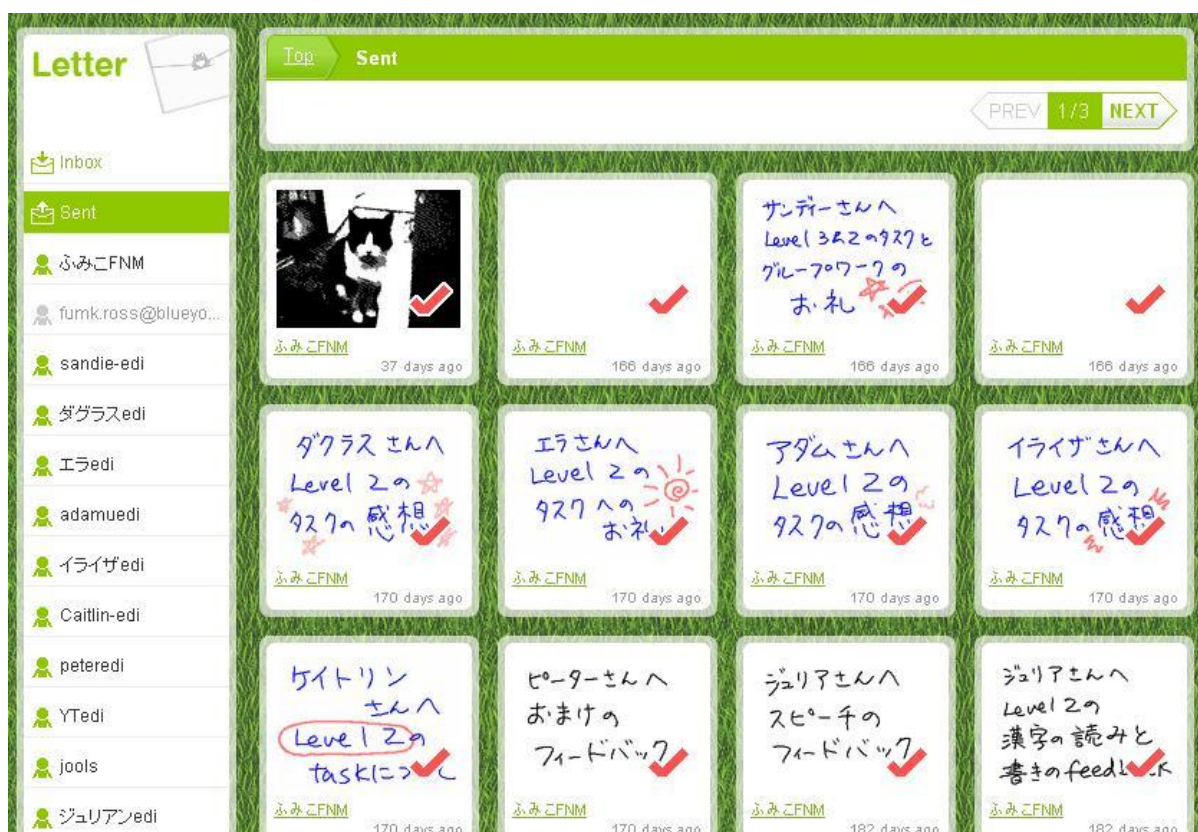 Letter
Inbox
Sent
ふみこFNM
fumk.ross@blueyo...
sandie-edi
ダグラスedi
エラedi
adamuedi
イライザedi
Caitlin-edi
peteredi
YTedi
jools
ジュリアンedi
Top
Sent
PREV
1/3
NEXT
ふみこFNM
37 days ago
ふみこFNM
166 days ago
サンディーさんへ
Level 3と2のタスクと
グループワークの
お礼
ふみこFNM
166 days ago
ふみこFNM
166 days ago
ダグラスさんへ
Level 2の
タスクの感想
ふみこFNM
170 days ago
エラさんへ
Level 2の
タスクへの
お礼
ふみこFNM
170 days ago
アダムさんへ
Level 2の
タスクの感想
ふみこFNM
170 days ago
イライザさんへ
Level 2の
タスクの感想
ふみこFNM
170 days ago
ケイトリン
さんへ
Level 2の
ふみこFNM
170 days ago
ピーターさんへ
おまけの
フィードバック
ふみこFNM
170 days ago
ジュリアさんへ
スピーチの
フィードバック
ふみこFNM
182 days ago
ジュリアさんへ
Level 2の
漢字の読みと
書きのfeedback
ふみこFNM
182 days ago